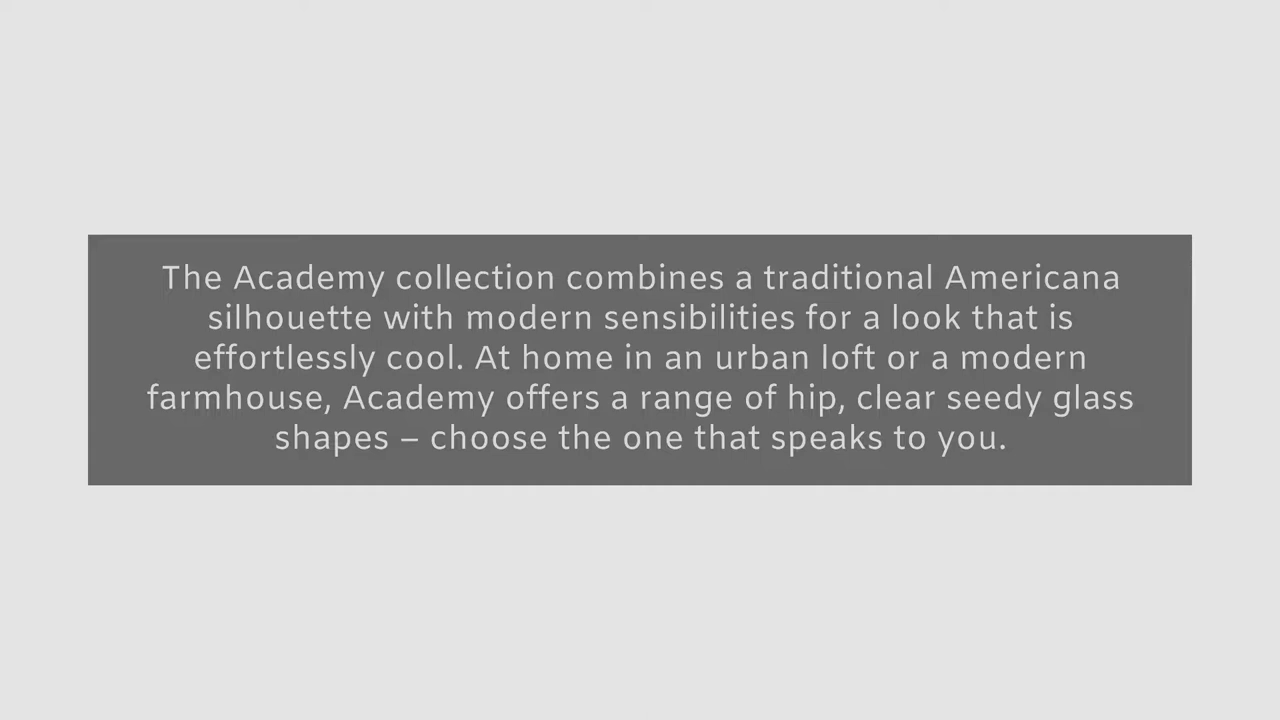 The Academy collection combines a traditional Americana
silhouette with modern sensibilities for a look that is
effortlessly cool. At home in an urban loft or a modern
farmhouse, Academy offers a range of hip, clear seedy glass
shapes – choose the one that speaks to you.